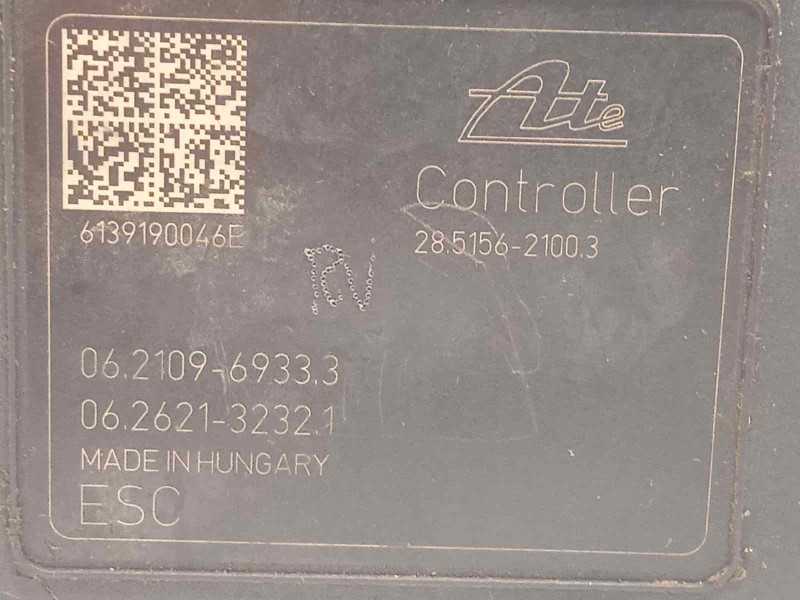 Ate
Controller
28.5156-2100.3
6139190046E
RV
06.2109-6933.3
06.2621-3232.1
MADE IN HUNGARY
ESC